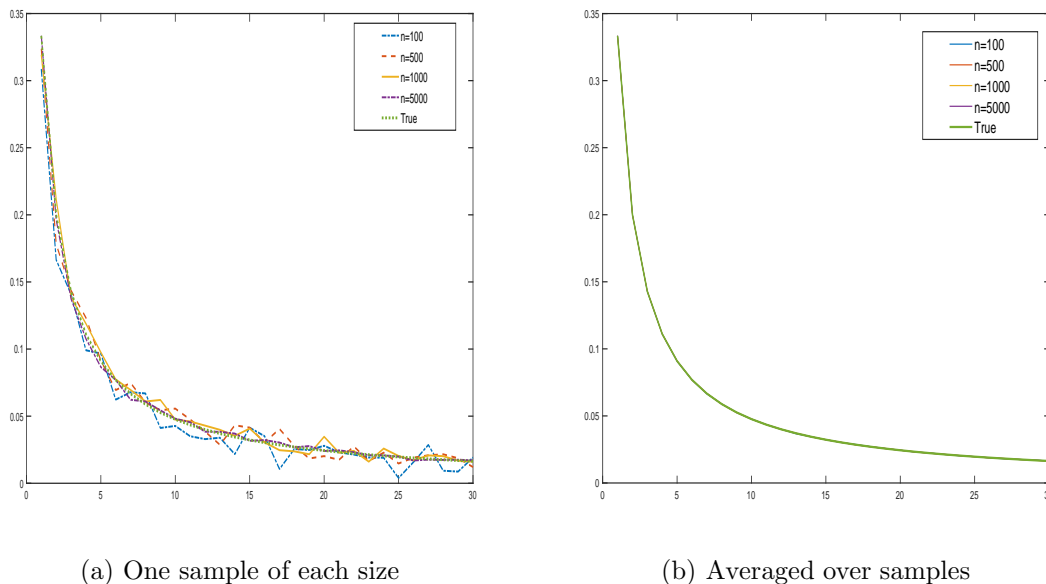 0.35
0.3
0.25
0.2
0.15
0.1
0.05
0
0 5 10 15 20 25 30
n=100
n=500
n=1000
n=5000
True
(a) One sample of each size
0.35
0.3
0.25
0.2
0.15
0.1
0.05
0
0 5 10 15 20 25 30
n=100
n=500
n=1000
n=5000
True
(b) Averaged over samples